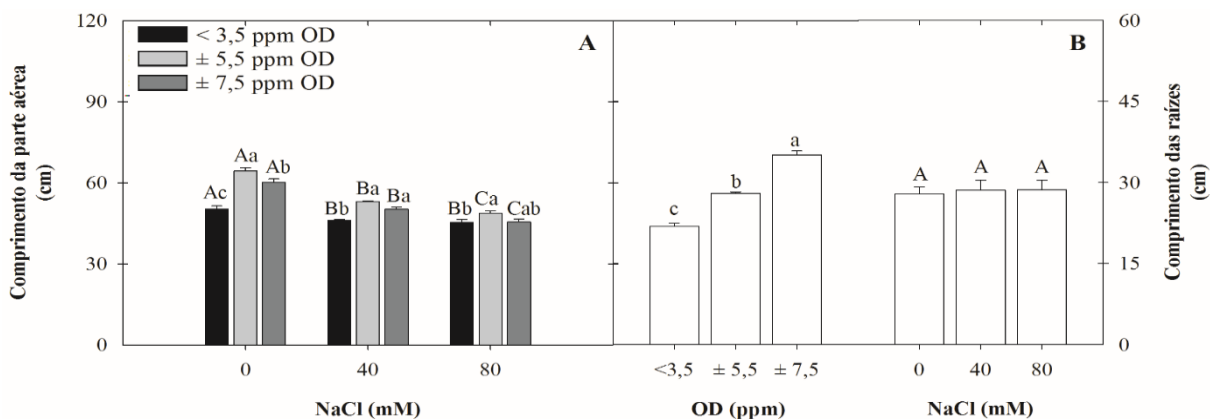 120
90
60
30
0
Comprimento da parte aérea
(cm)
< 3,5 ppm OD
± 5,5 ppm OD
± 7,5 ppm OD
A
Ac
Aa
Ab
Bb
Ba
Ba
Bb
Ca
Cab
0
40
80
NaCl (mM)
B
c
b
a
A
A
A
<3,5
± 5,5
± 7,5
OD (ppm)
0
40
80
NaCl (mM)
60
45
30
15
0
Comprimento das raízes
(cm)